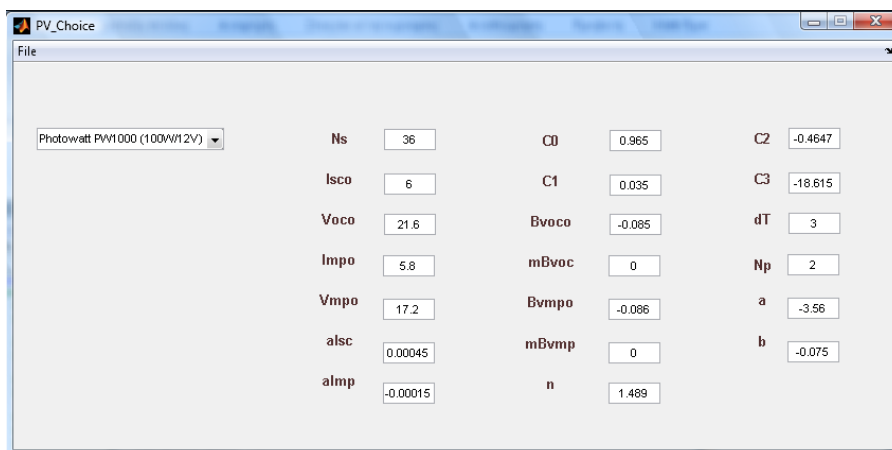 PV_Choice
File
Photowatt PW1000 (100W/12V)
Ns 36 C0 0.965 C2 -0.4647
Isco 6 C1 0.035 C3 -18.615
Voco 21.6 Bvoco -0.085 dT 3
Impo 5.8 mBvoc 0 Np 2
Vmpo 17.2 Bvmpo -0.086 a -3.56
aIsc 0.00045 mBvmp 0 b -0.075
aImp -0.00015 n 1.489